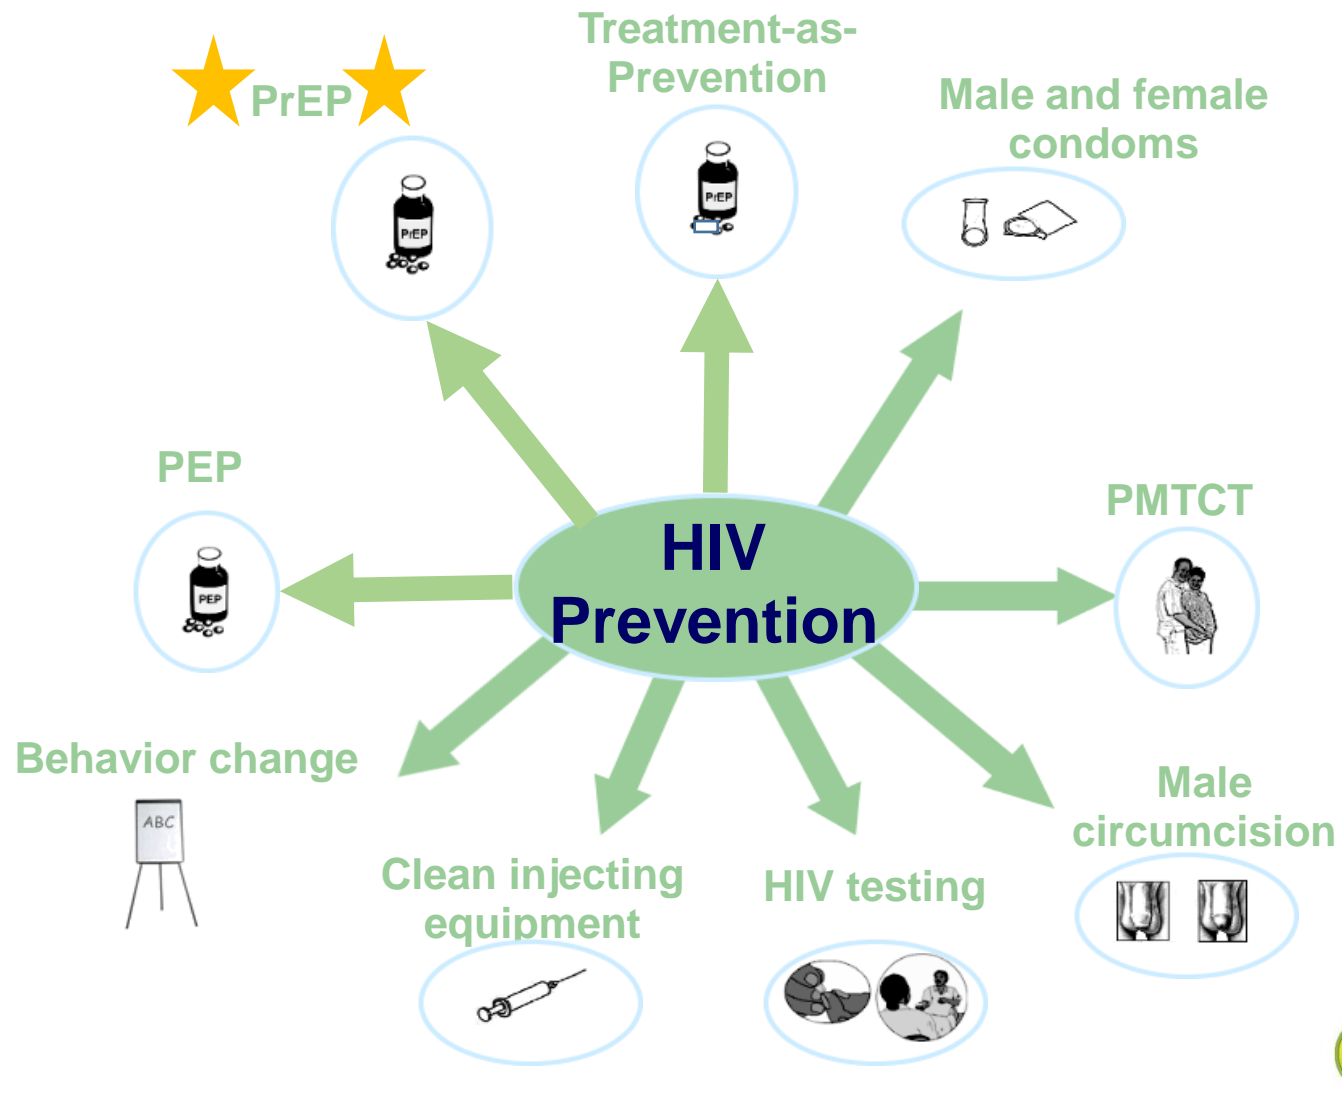 Treatment-as-
Prevention
PrEP
Male and female
condoms
PrEP
PrEP
PEP
PMTCT
HIV
Prevention
PEP
Behavior change
ABC
Male
circumcision
Clean injecting
equipment
HIV testing